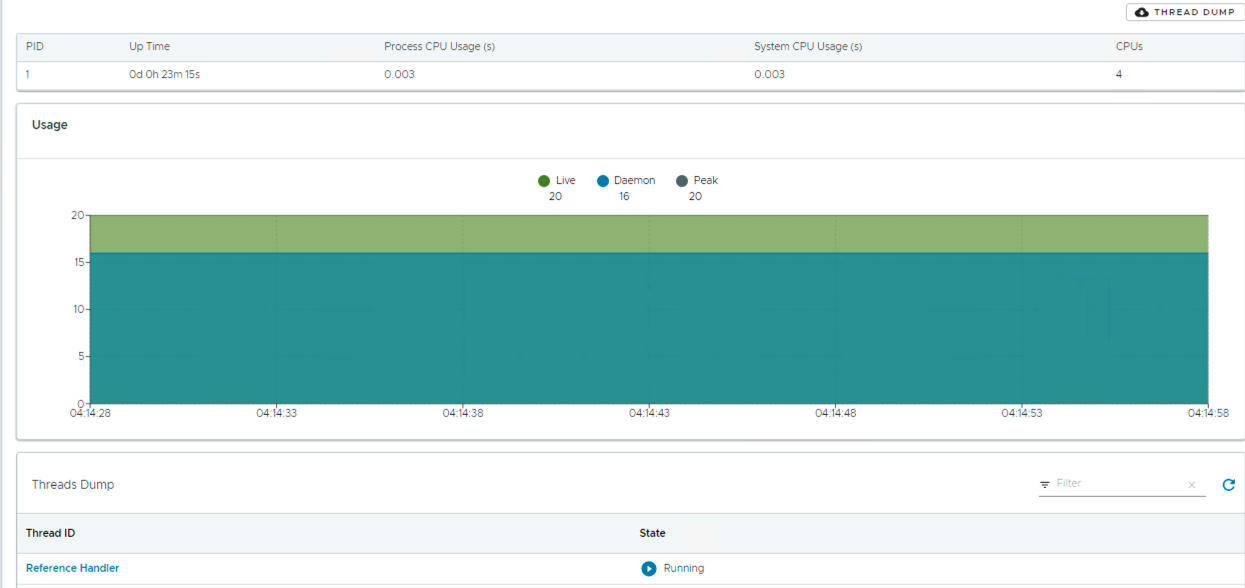 THREAD DUMP
PID Up Time Process CPU Usage (s) System CPU Usage (s) CPUs
1 0d 0h 23m 15s 0.003 0.003 4
Usage
Live Daemon Peak
20 16 20
20
15
10
5
0
04:14:28 04:14:33 04:14:38 04:14:43 04:14:48 04:14:53 04:14:58
Threads Dump Filter
Thread ID State
Reference Handler Running